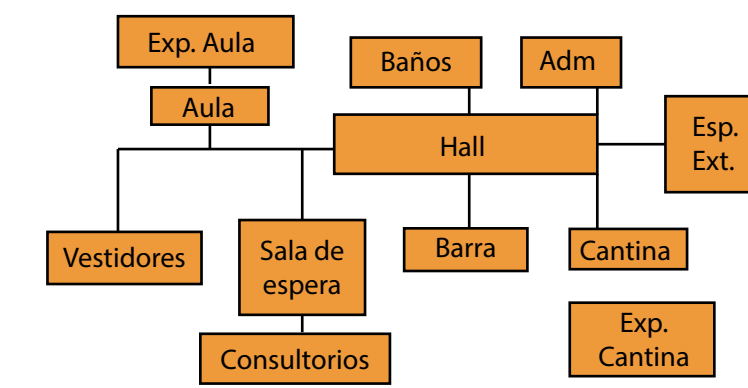 Exp. Aula
Baños
Adm
Aula
Hall
Esp.
Ext.
Vestidores
Sala de
espera
Barra
Cantina
Consultorios
Exp.
Cantina